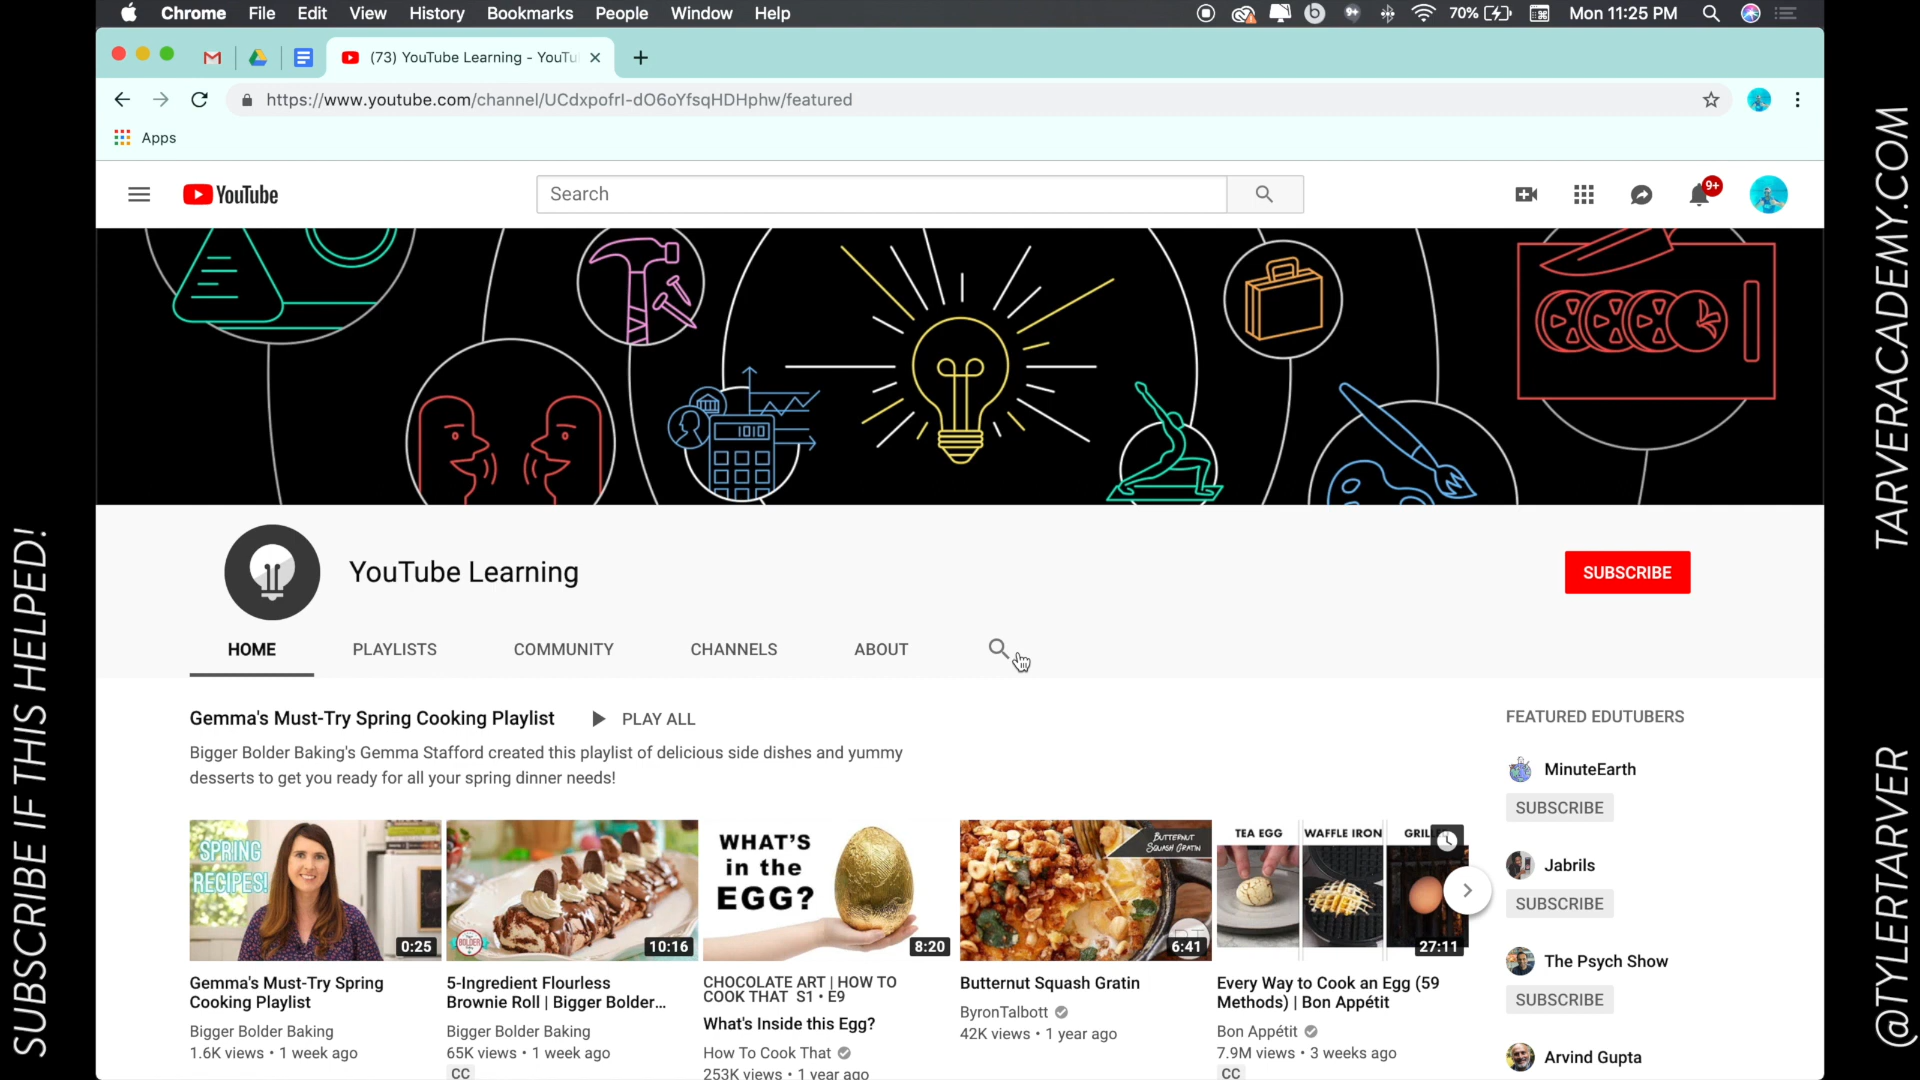 Chrome File Edit View History Bookmarks People Window Help
70% Mon 11:25 PM
(73) YouTube Learning - YouTu
https://www.youtube.com/channel/UCdxpofrI-dO6oYfsqHDHphw/featured
Apps
YouTube
Search
9+
1010
YouTube Learning
SUBSCRIBE
HOME PLAYLISTS COMMUNITY CHANNELS ABOUT
Gemma's Must-Try Spring Cooking Playlist PLAY ALL
Bigger Bolder Baking's Gemma Stafford created this playlist of delicious side dishes and yummy
desserts to get you ready for all your spring dinner needs!
SPRING
RECIPES!
0:25
Gemma's Must-Try Spring
Cooking Playlist
Bigger Bolder Baking
1.6K views • 1 week ago
BOLDER
10:16
5-Ingredient Flourless
Brownie Roll | Bigger Bolder...
Bigger Bolder Baking
65K views • 1 week ago
CC
WHAT'S
in the
EGG?
8:20
CHOCOLATE ART | HOW TO
COOK THAT S1 • E9
What's Inside this Egg?
How To Cook That
253K views • 1 year ago
BUTTERNUT
SQUASH GRATIN
6:41
Butternut Squash Gratin
ByronTalbott
42K views • 1 year ago
TEA EGG WAFFLE IRON GRILL
27:11
Every Way to Cook an Egg (59
Methods) | Bon Appétit
Bon Appétit
7.9M views • 3 weeks ago
CC
FEATURED EDUTUBERS
MinuteEarth
SUBSCRIBE
Jabrils
SUBSCRIBE
The Psych Show
SUBSCRIBE
Arvind Gupta
SUBSCRIBE IF THIS HELPED!
TARVERACADEMY.COM
@TYLERTARVER